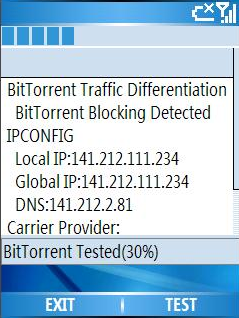 BitTorrent Traffic Differentiation
BitTorrent Blocking Detected
IPCONFIG
Local IP:141.212.111.234
Global IP:141.212.111.234
DNS:141.212.2.81
Carrier Provider:
BitTorrent Tested(30%)
EXIT TEST